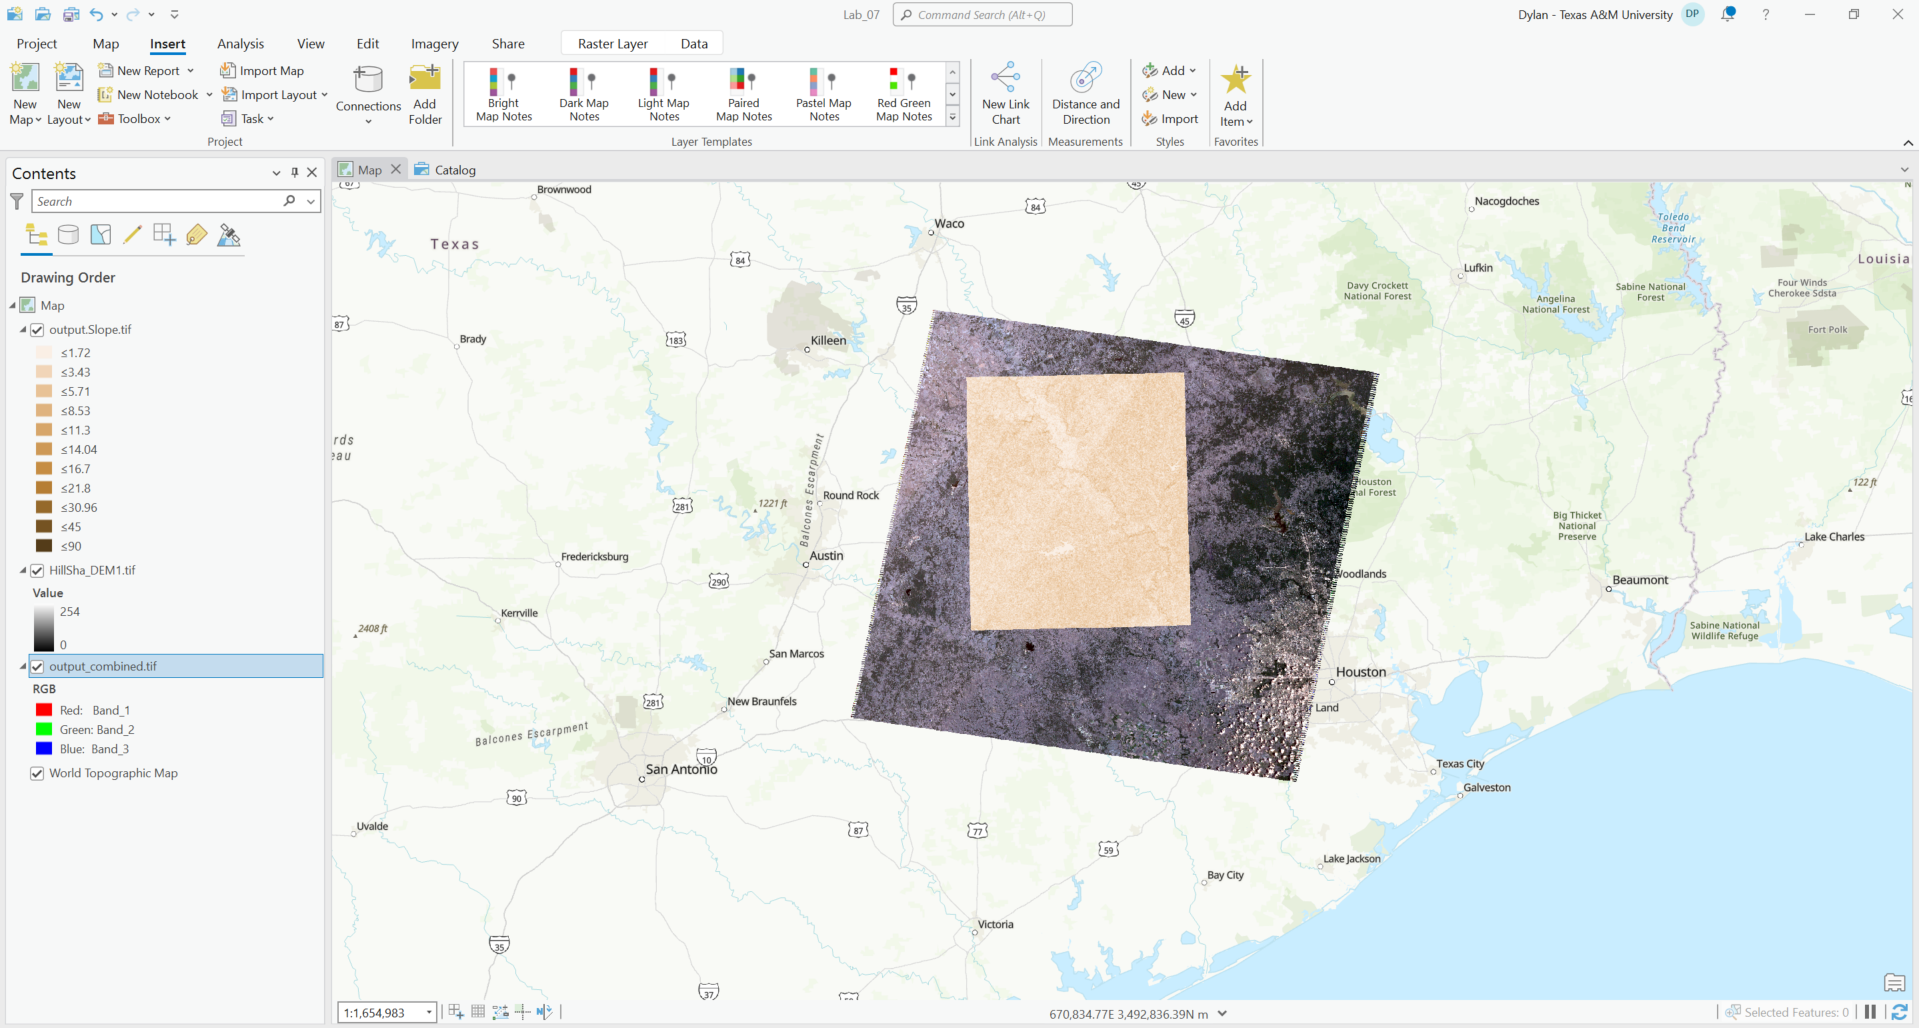 Lab_07
Command Search (Alt+Q)
Dylan - Texas A&M University
DP
?
Project
Map
Insert
Analysis
View
Edit
Imagery
Share
Raster Layer
Data
New Map
New Layout
New Report
New Notebook
Toolbox
Import Map
Import Layout
Task
Connections
Add Folder
Project
Bright Map Notes
Dark Map Notes
Light Map Notes
Paired Map Notes
Pastel Map Notes
Red Green Map Notes
Layer Templates
New Link Chart
Link Analysis
Distance and Direction
Measurements
Add
New
Import
Styles
Add Item
Favorites
Contents
Search
Drawing Order
Map
output.Slope.tif
≤1.72
≤3.43
≤5.71
≤8.53
≤11.3
≤14.04
≤16.7
≤21.8
≤30.96
≤45
≤90
HillSha_DEM1.tif
Value
254
0
output_combined.tif
RGB
Red: Band_1
Green: Band_2
Blue: Band_3
World Topographic Map
Map
Catalog
67
Brownwood
84
45
Nacogdoches
N
Waco
Toledo
Bend
Reservoir
Texas
84
Louisia
Lufkin
Davy Crockett
National Forest
Sabine National
Forest
Four Winds
Cherokee Sdsta
Angelina
National Forest
35
45
87
183
Brady
Killeen
Fort Polk
16
rds
eau
Balcones Escarpment
Round Rock
1221 ft
281
Houston
nal Forest
122 ft
Big Thicket
National
Preserve
Lake Charles
Fredericksburg
Austin
290
Woodlands
Beaumont
Kerrville
2408 ft
Sabine National
Wildlife Refuge
San Marcos
Houston
281
New Braunfels
r Land
Balcones Escarpment
10
San Antonio
Texas City
90
Galveston
Uvalde
87
77
59
Lake Jackson
Bay City
Victoria
35
37
1:1,654,983
670,834.77E 3,492,836.39N m
Selected Features: 0